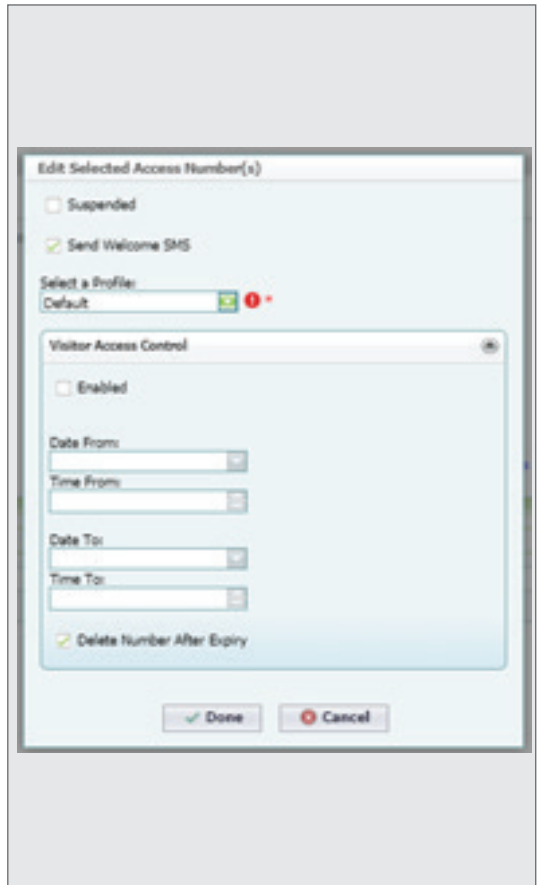 Edit Selected Access Number(s)
Suspended
Send Welcome SMS
Select a Profile:
Default
! *
Visitor Access Control
Enabled
Date From:
Time From:
Date To:
Time To:
Delete Number After Expiry
Done
Cancel